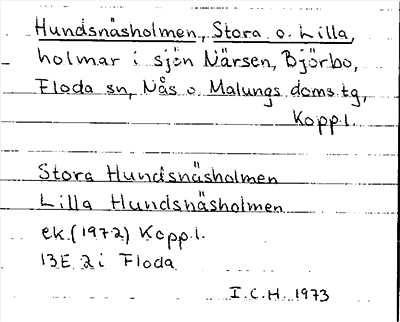 Hundsnäsholmen, Stora o. Lilla,
holmar i sjön Närsen, Björbo,
Floda sn, Nås o. Malungs doms.tg,
Kopp.l.
Stora Hundsnäsholmen
Lilla Hundsnäsholmen
ek.(1972) Kopp.l.
13E 2i Floda
I.C.H. 1973